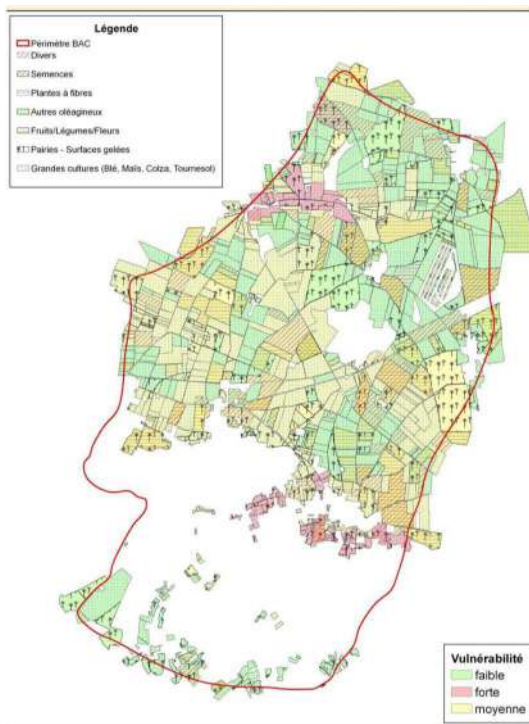 Légende
Périmètre BAC
Divers
Semences
Plantes à fibres
Autres oléagineux
Fruits/Légumes/Fleurs
Pairies - Surfaces gelées
Grandes cultures (Blé, Maïs, Colza, Tournesol)
Vulnérabilité
faible
forte
moyenne